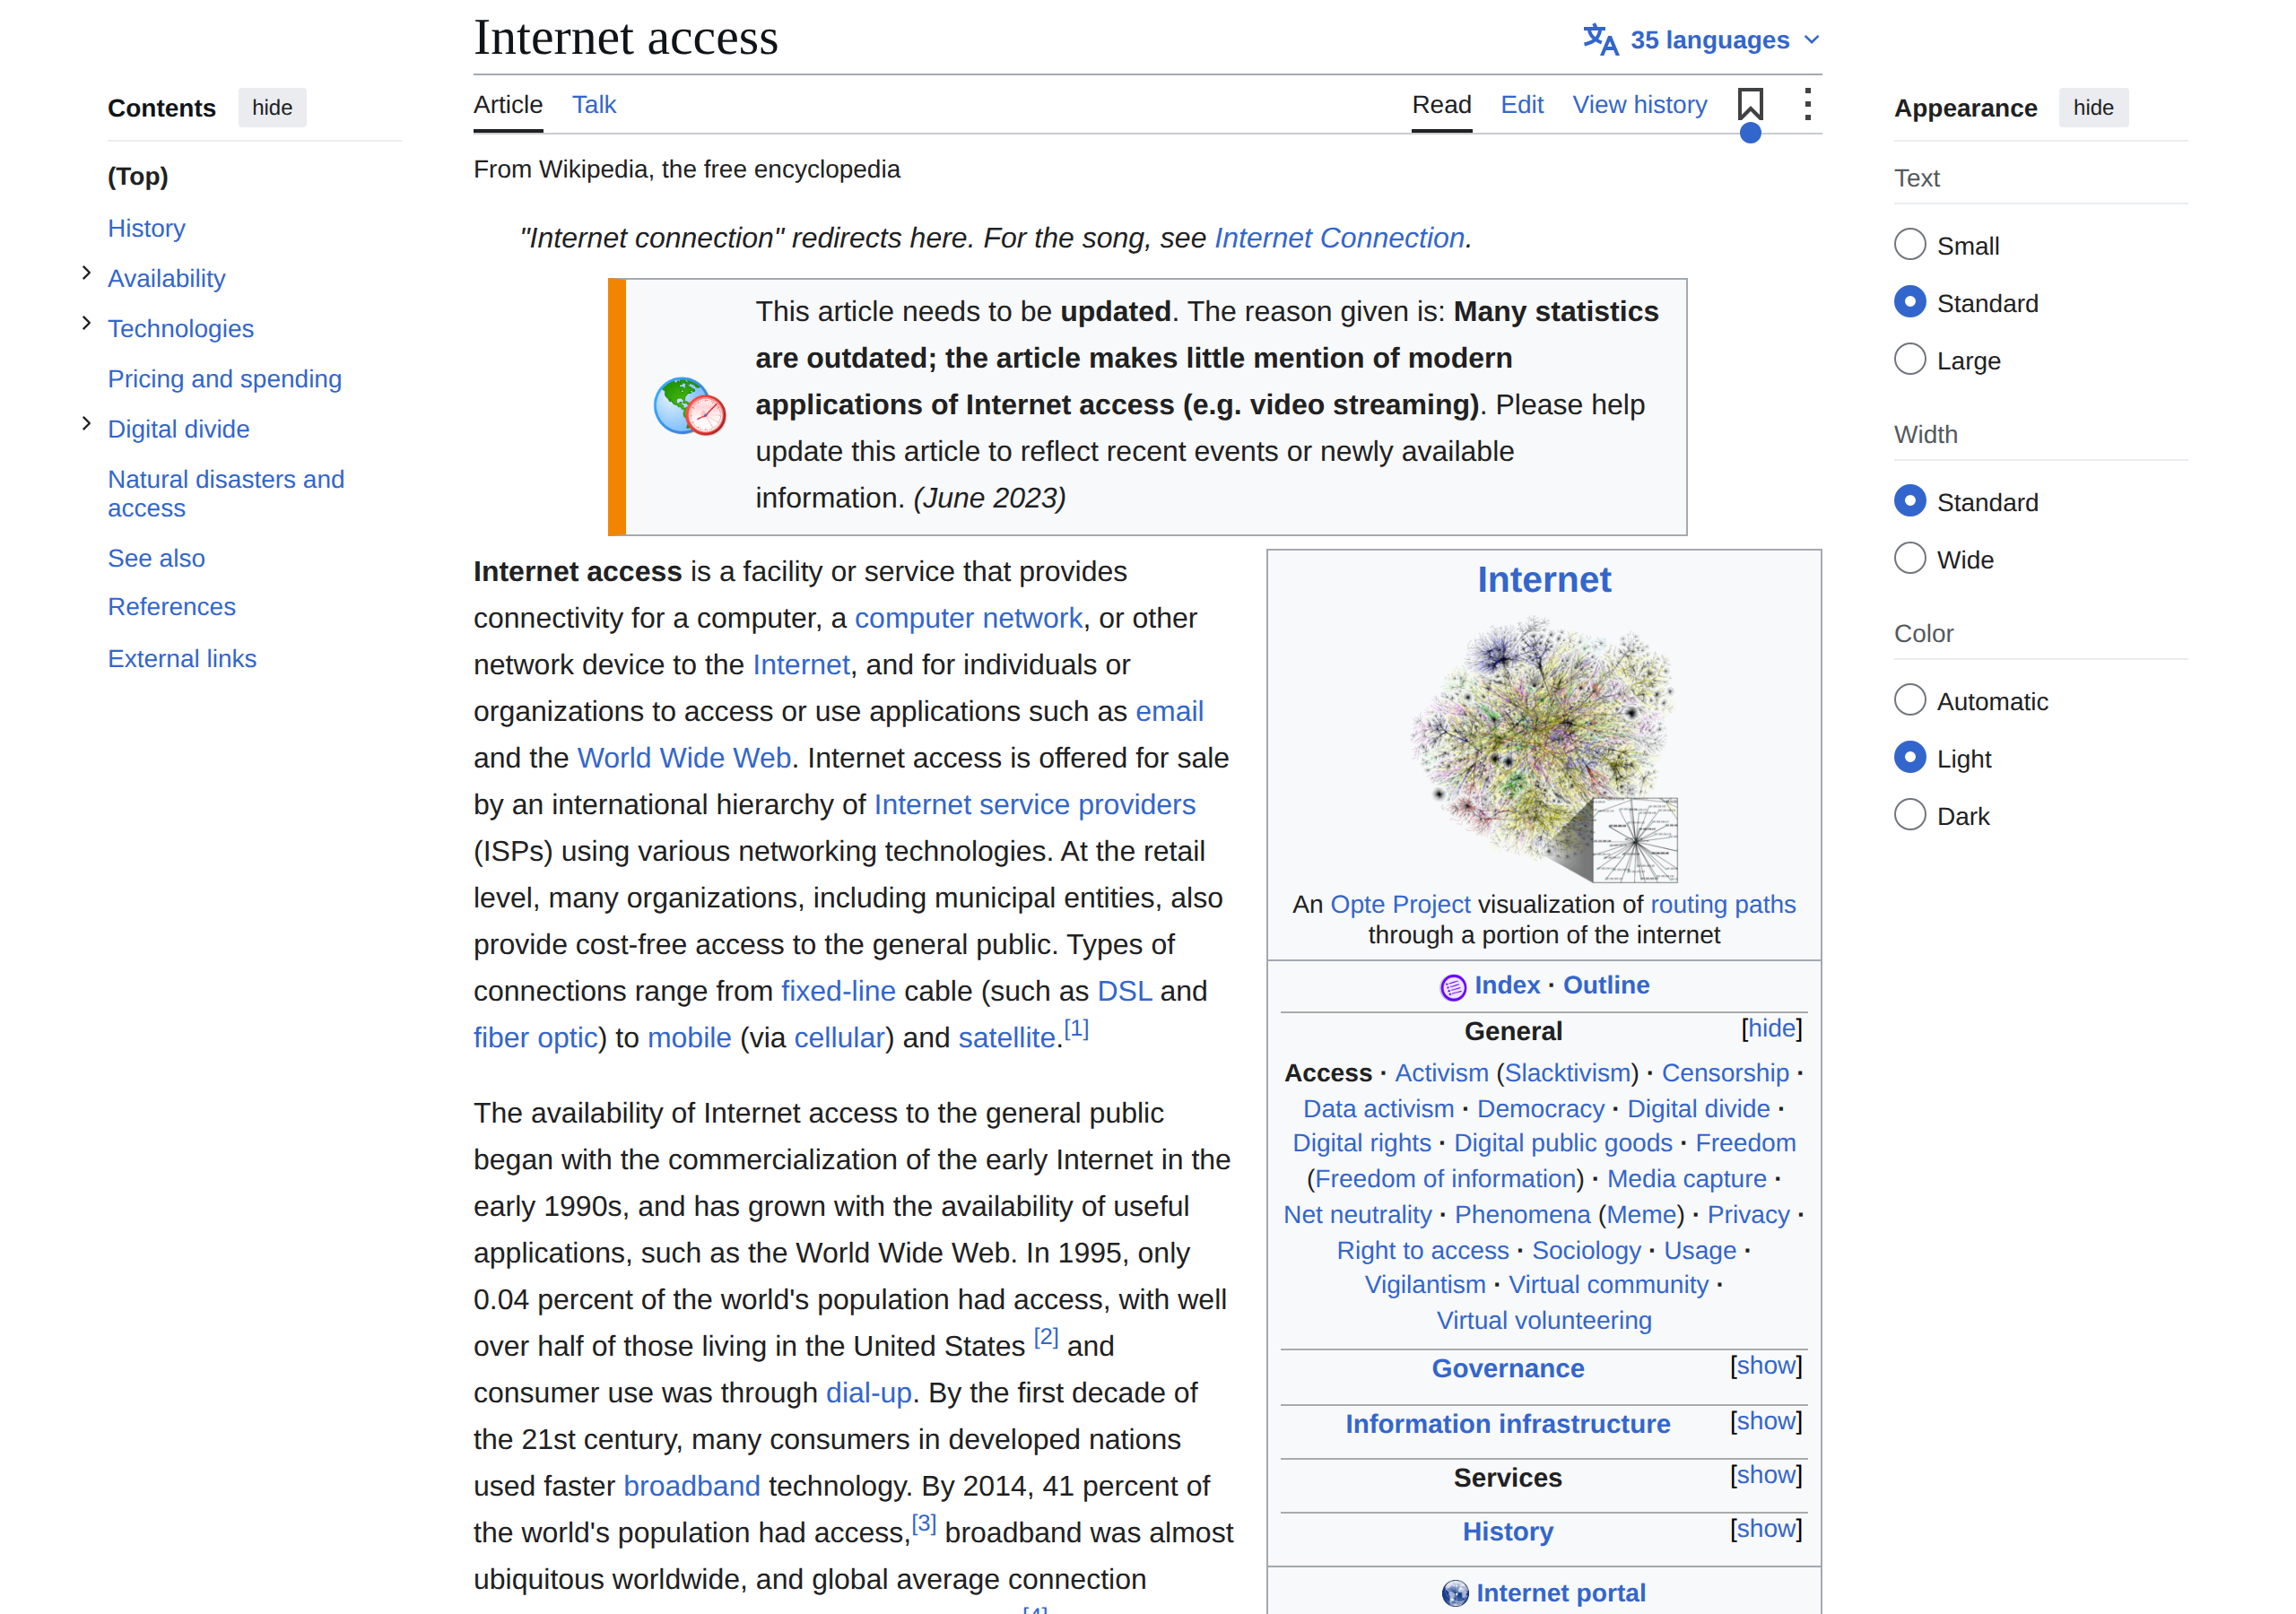 Internet access
35 languages
Contents hide
(Top)
History
Availability
Technologies
Pricing and spending
Digital divide
Natural disasters and
access
See also
References
External links
Article Talk
Read Edit View history
From Wikipedia, the free encyclopedia
"Internet connection" redirects here. For the song, see Internet Connection.
This article needs to be updated. The reason given is: Many statistics
are outdated; the article makes little mention of modern
applications of Internet access (e.g. video streaming). Please help
update this article to reflect recent events or newly available
information. (June 2023)
Internet access is a facility or service that provides
connectivity for a computer, a computer network, or other
network device to the Internet, and for individuals or
organizations to access or use applications such as email
and the World Wide Web. Internet access is offered for sale
by an international hierarchy of Internet service providers
(ISPs) using various networking technologies. At the retail
level, many organizations, including municipal entities, also
provide cost-free access to the general public. Types of
connections range from fixed-line cable (such as DSL and
fiber optic) to mobile (via cellular) and satellite.[1]
The availability of Internet access to the general public
began with the commercialization of the early Internet in the
early 1990s, and has grown with the availability of useful
applications, such as the World Wide Web. In 1995, only
0.04 percent of the world's population had access, with well
over half of those living in the United States [2] and
consumer use was through dial-up. By the first decade of
the 21st century, many consumers in developed nations
used faster broadband technology. By 2014, 41 percent of
the world's population had access,[3] broadband was almost
ubiquitous worldwide, and global average connection
Internet
An Opte Project visualization of routing paths
through a portion of the internet
Index · Outline
General [hide]
Access · Activism (Slacktivism) · Censorship ·
Data activism · Democracy · Digital divide ·
Digital rights · Digital public goods · Freedom
(Freedom of information) · Media capture ·
Net neutrality · Phenomena (Meme) · Privacy ·
Right to access · Sociology · Usage ·
Vigilantism · Virtual community ·
Virtual volunteering
Governance [show]
Information infrastructure [show]
Services [show]
History [show]
Internet portal
Appearance hide
Text
Small
Standard
Large
Width
Standard
Wide
Color
Automatic
Light
Dark